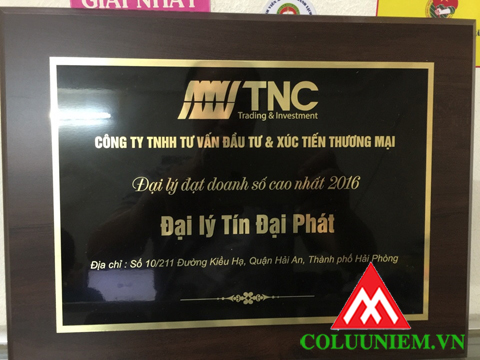 GIẢI NHẤT
TNC
Trading & Investment
CÔNG TY TNHH TƯ VẤN ĐẦU TƯ & XÚC TIẾN THƯƠNG MẠI
Đại lý đạt doanh số cao nhất 2016
Đại lý Tín Đại Phát
Địa chỉ : Số 10/211 Đường Kiều Hạ, Quận Hải An, Thành phố Hải Phòng
COLUUNIEM.VN